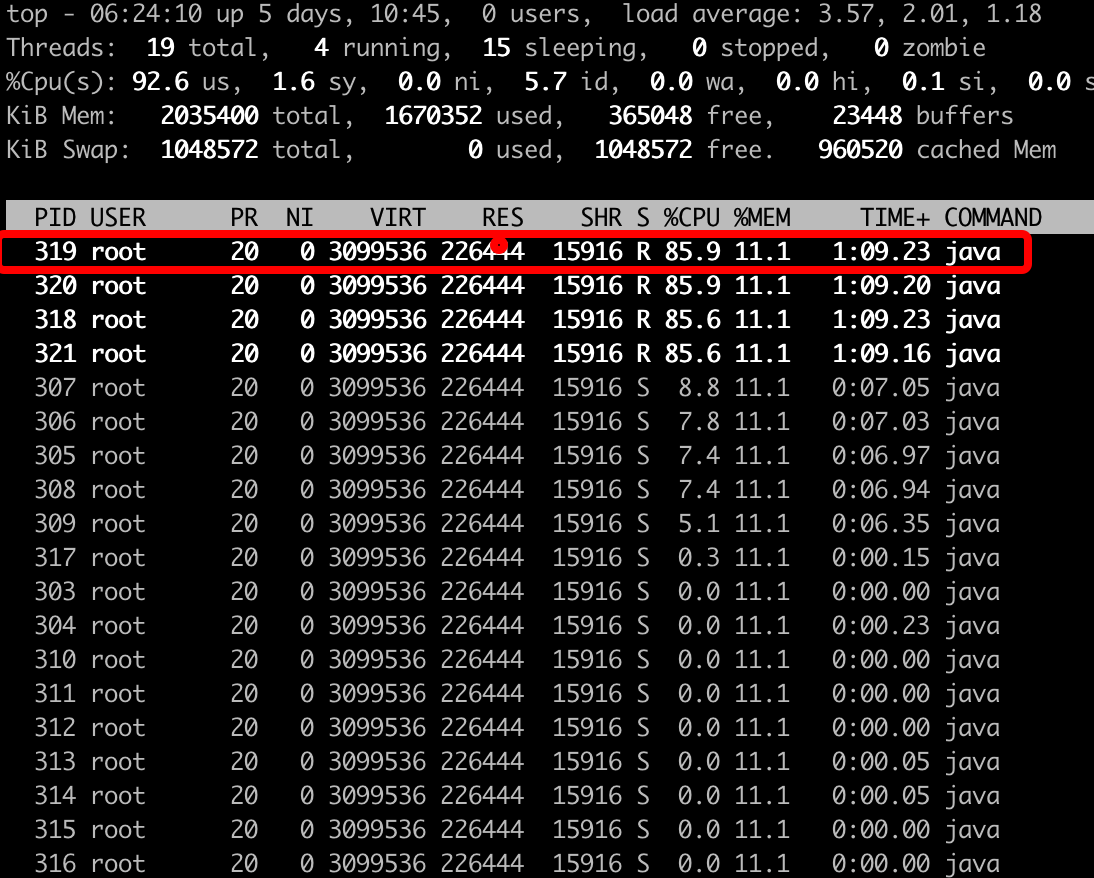 top - 06:24:10 up 5 days, 10:45,  0 users,  load average: 3.57, 2.01, 1.18
Threads:  19 total,   4 running,  15 sleeping,   0 stopped,   0 zombie
%Cpu(s): 92.6 us,  1.6 sy,  0.0 ni,  5.7 id,  0.0 wa,  0.0 hi,  0.1 si,  0.0 s
KiB Mem:   2035400 total,  1670352 used,   365048 free,    23448 buffers
KiB Swap:  1048572 total,        0 used,  1048572 free.   960520 cached Mem
PID USER      PR  NI    VIRT    RES    SHR S %CPU %MEM     TIME+ COMMAND
319 root      20   0 3099536 226444  15916 R 85.9 11.1   1:09.23 java
320 root      20   0 3099536 226444  15916 R 85.9 11.1   1:09.20 java
318 root      20   0 3099536 226444  15916 R 85.6 11.1   1:09.23 java
321 root      20   0 3099536 226444  15916 R 85.6 11.1   1:09.16 java
307 root      20   0 3099536 226444  15916 S  8.8 11.1   0:07.05 java
306 root      20   0 3099536 226444  15916 S  7.8 11.1   0:07.03 java
305 root      20   0 3099536 226444  15916 S  7.4 11.1   0:06.97 java
308 root      20   0 3099536 226444  15916 S  7.4 11.1   0:06.94 java
309 root      20   0 3099536 226444  15916 S  5.1 11.1   0:06.35 java
317 root      20   0 3099536 226444  15916 S  0.3 11.1   0:00.15 java
303 root      20   0 3099536 226444  15916 S  0.0 11.1   0:00.00 java
304 root      20   0 3099536 226444  15916 S  0.0 11.1   0:00.23 java
310 root      20   0 3099536 226444  15916 S  0.0 11.1   0:00.00 java
311 root      20   0 3099536 226444  15916 S  0.0 11.1   0:00.00 java
312 root      20   0 3099536 226444  15916 S  0.0 11.1   0:00.00 java
313 root      20   0 3099536 226444  15916 S  0.0 11.1   0:00.05 java
314 root      20   0 3099536 226444  15916 S  0.0 11.1   0:00.05 java
315 root      20   0 3099536 226444  15916 S  0.0 11.1   0:00.00 java
316 root      20   0 3099536 226444  15916 S  0.0 11.1   0:00.00 java